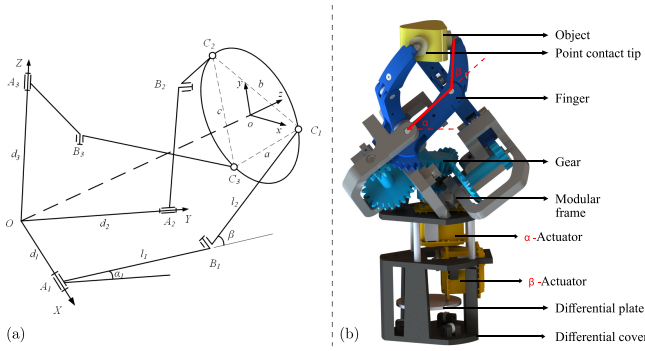 Z
A3
B3
d3
O
d1
A1
X
α1
l1
d2
A2
Y
B1
β
l2
B2
C2
C3
C1
a
b
c
y
z
x
o
(a)
Object
Point contact tip
Finger
Gear
Modular
frame
α-Actuator
β-Actuator
Differential plate
Differential cover
β
α
(b)